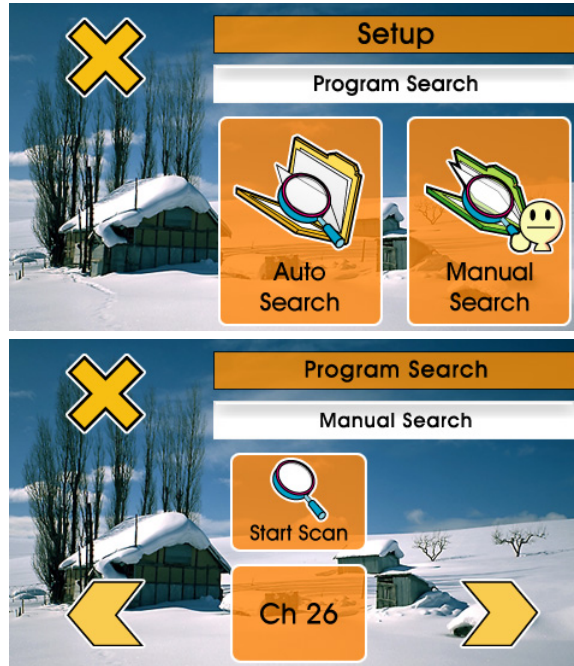 Setup
Program Search
Auto
Search
Manual
Search
Program Search
Manual Search
Start Scan
Ch 26